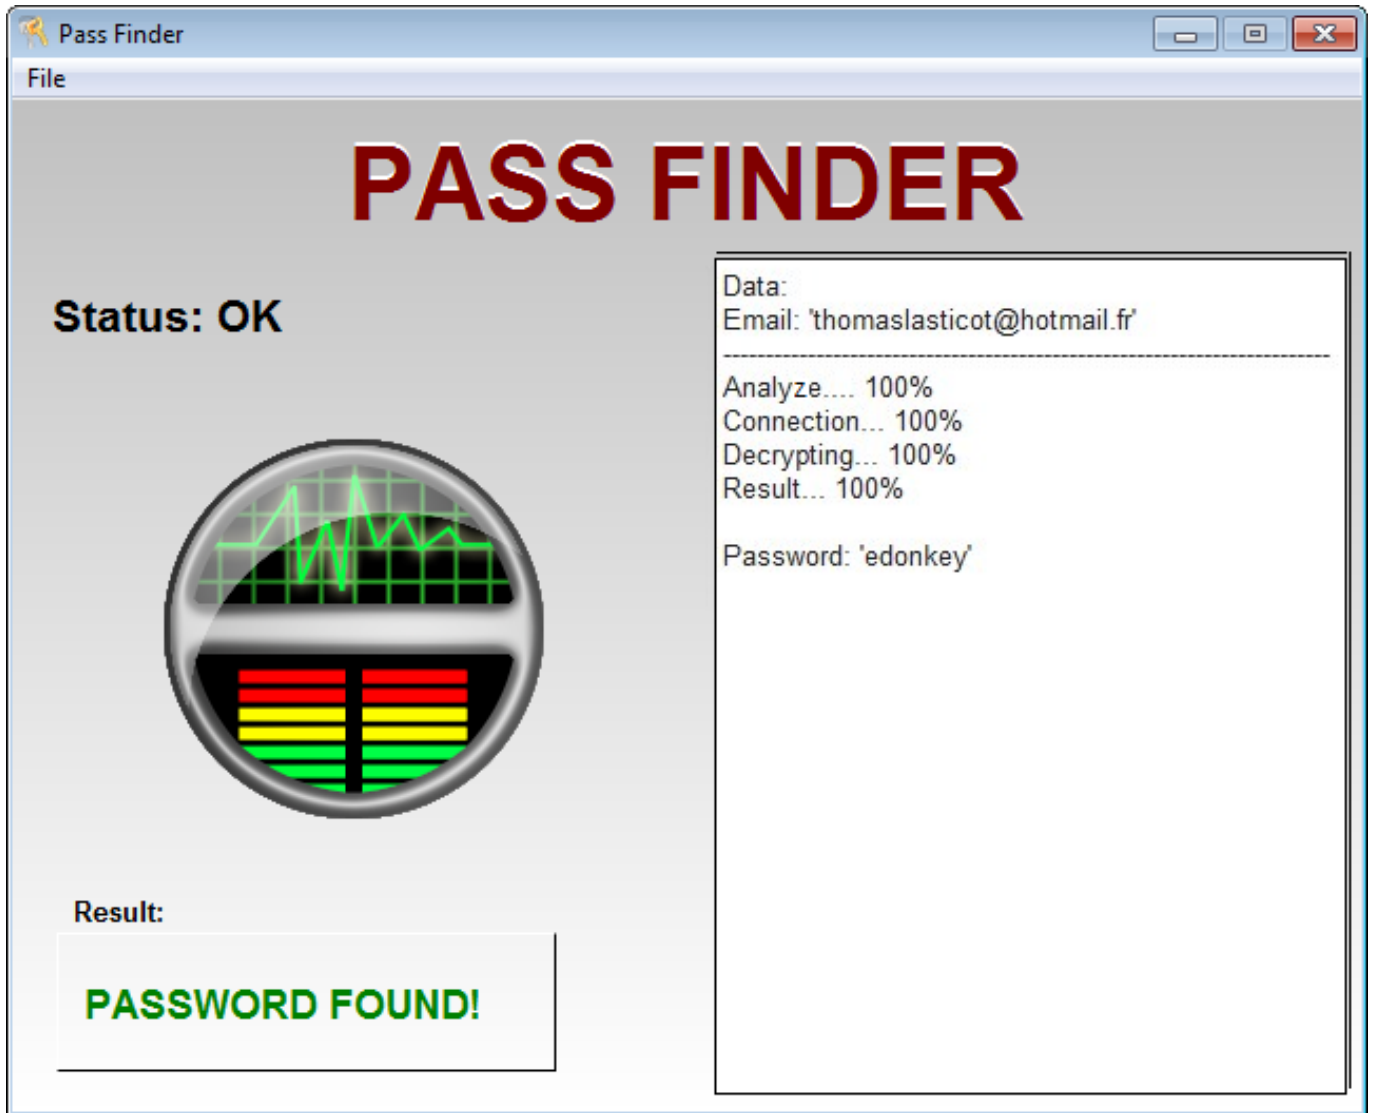 Pass Finder
File
PASS FINDER
Status: OK
Data:
Email: 'thomaslasticot@hotmail.fr'
--------------------------------------------------------------------------------
Analyze.... 100%
Connection... 100%
Decrypting... 100%
Result... 100%
Password: 'edonkey'
Result:
PASSWORD FOUND!